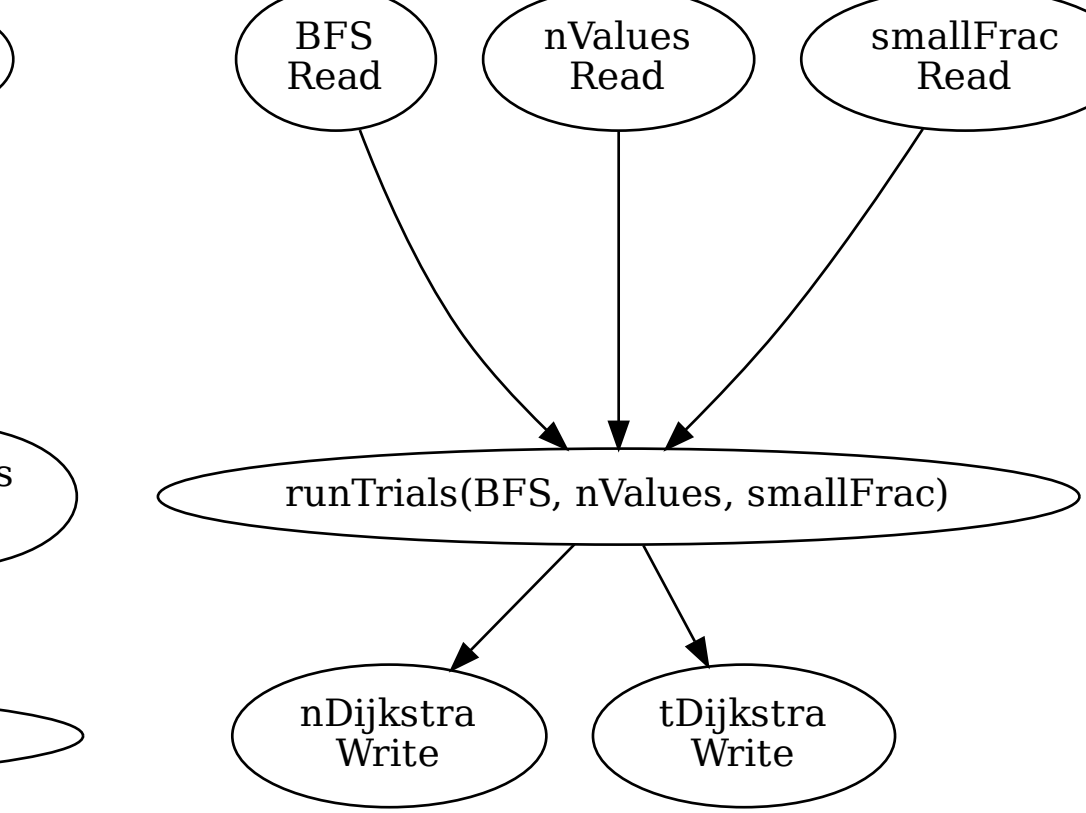 BFS
Read
nValues
Read
smallFrac
Read
runTrials(BFS, nValues, smallFrac)
nDijkstra
Write
tDijkstra
Write